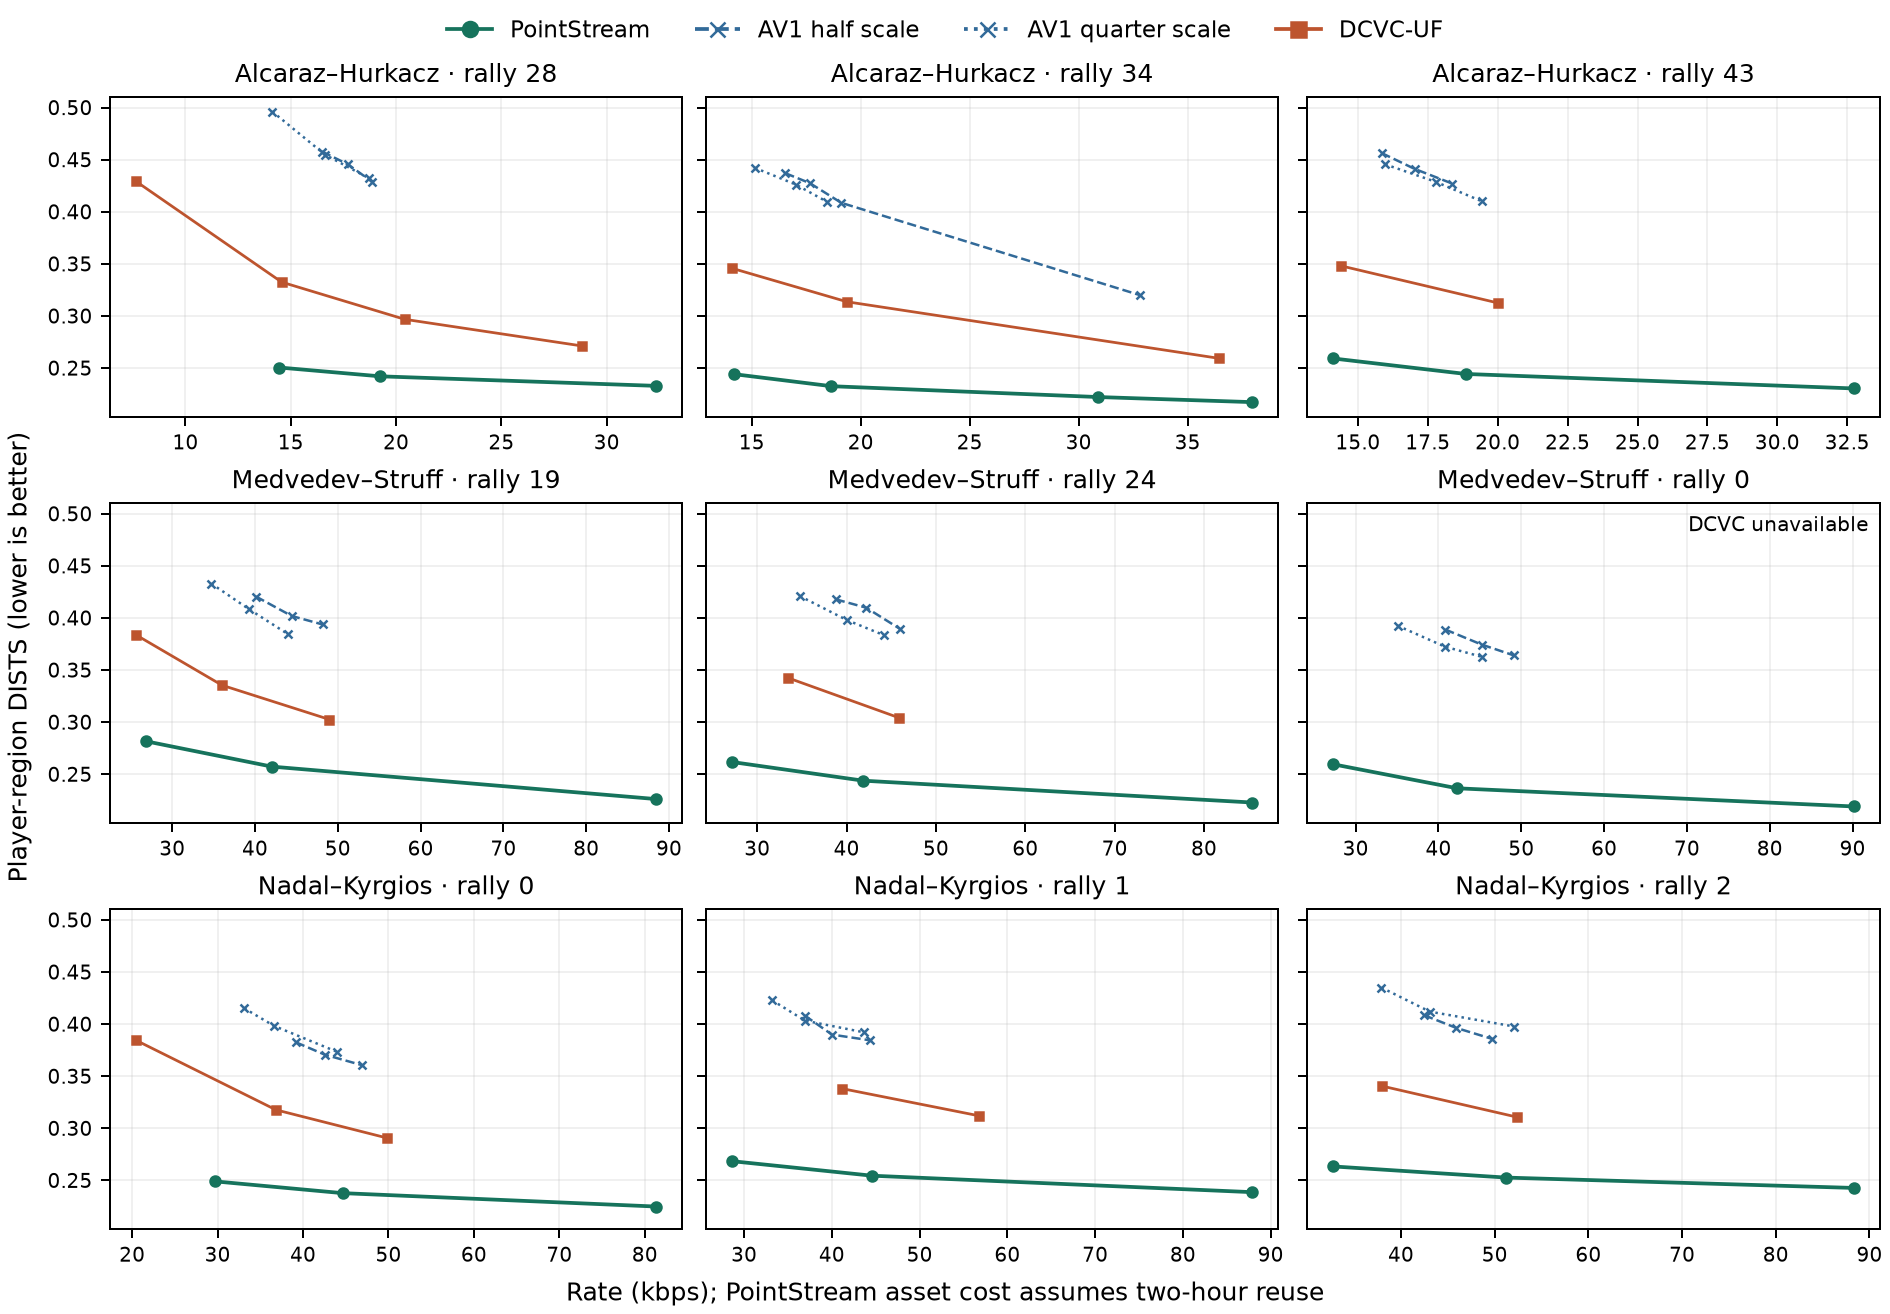 PointStream AV1 half scale AV1 quarter scale DCVC-UF
Alcaraz–Hurkacz · rally 28 Alcaraz–Hurkacz · rally 34 Alcaraz–Hurkacz · rally 43
0.50
0.45
0.40
0.35
0.30
0.25
10 15 20 25 30
15 20 25 30 35
15.0 17.5 20.0 22.5 25.0 27.5 30.0 32.5
Player-region DISTS (lower is better)
Medvedev–Struff · rally 19 Medvedev–Struff · rally 24 Medvedev–Struff · rally 0
DCVC unavailable
0.50
0.45
0.40
0.35
0.30
0.25
30 40 50 60 70 80 90
30 40 50 60 70 80
30 40 50 60 70 80 90
Nadal–Kyrgios · rally 0 Nadal–Kyrgios · rally 1 Nadal–Kyrgios · rally 2
0.50
0.45
0.40
0.35
0.30
0.25
20 30 40 50 60 70 80
30 40 50 60 70 80 90
40 50 60 70 80 90
Rate (kbps); PointStream asset cost assumes two-hour reuse